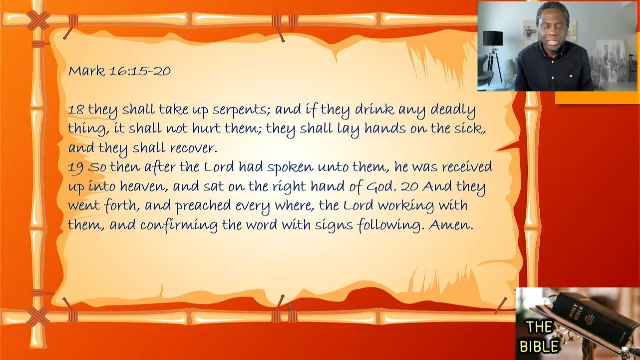 Mark 16:15-20
18 they shall take up serpents; and if they drink any deadly
thing, it shall not hurt them; they shall lay hands on the sick,
and they shall recover.
19 So then after the Lord had spoken unto them, he was received
up into heaven, and sat on the right hand of God. 20 And they
went forth, and preached every where, the Lord working with
them, and confirming the word with signs following. Amen.
THE
BIBLE
HOLY BIBLE